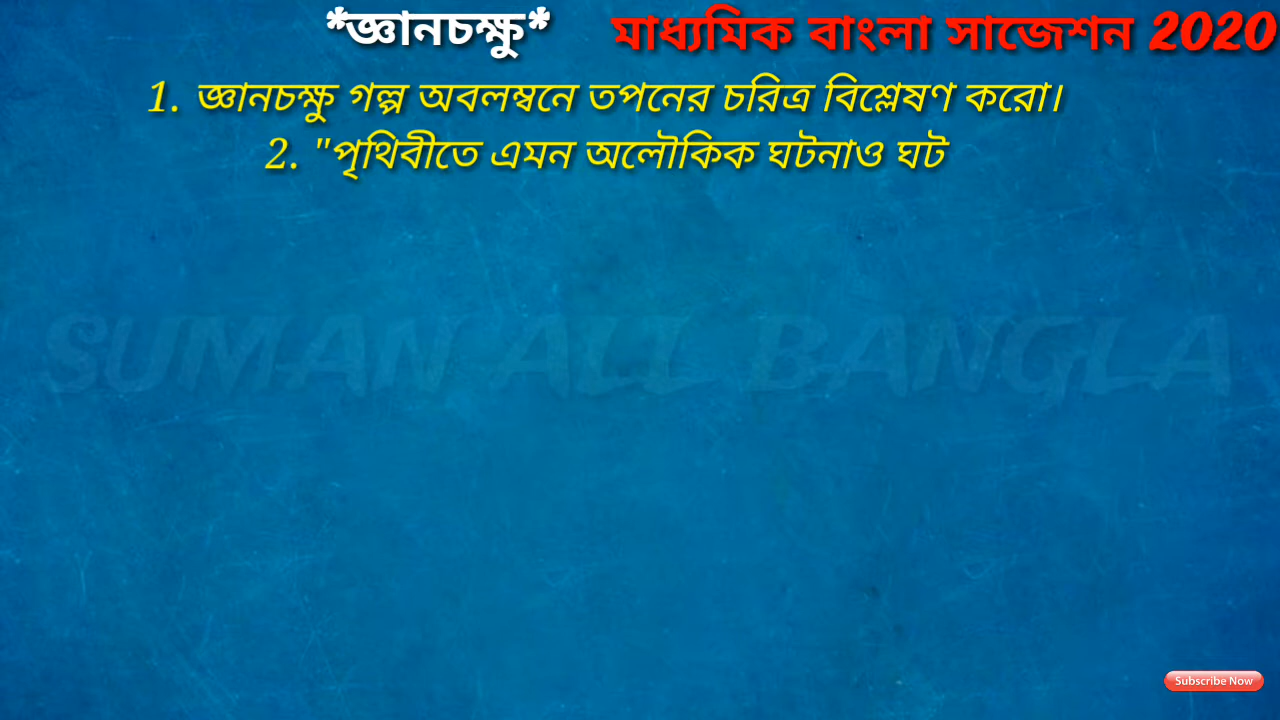 *জ্ঞানচক্ষু* মাধ্যমিক বাংলা সাজেশন 2020
1. জ্ঞানচক্ষু গল্প অবলম্বনে তপনের চরিত্র বিশ্লেষণ করো।
2. "পৃথিবীতে এমন অলৌকিক ঘটনাও ঘট
SUMAN ALL BANGLA
Subscribe Now